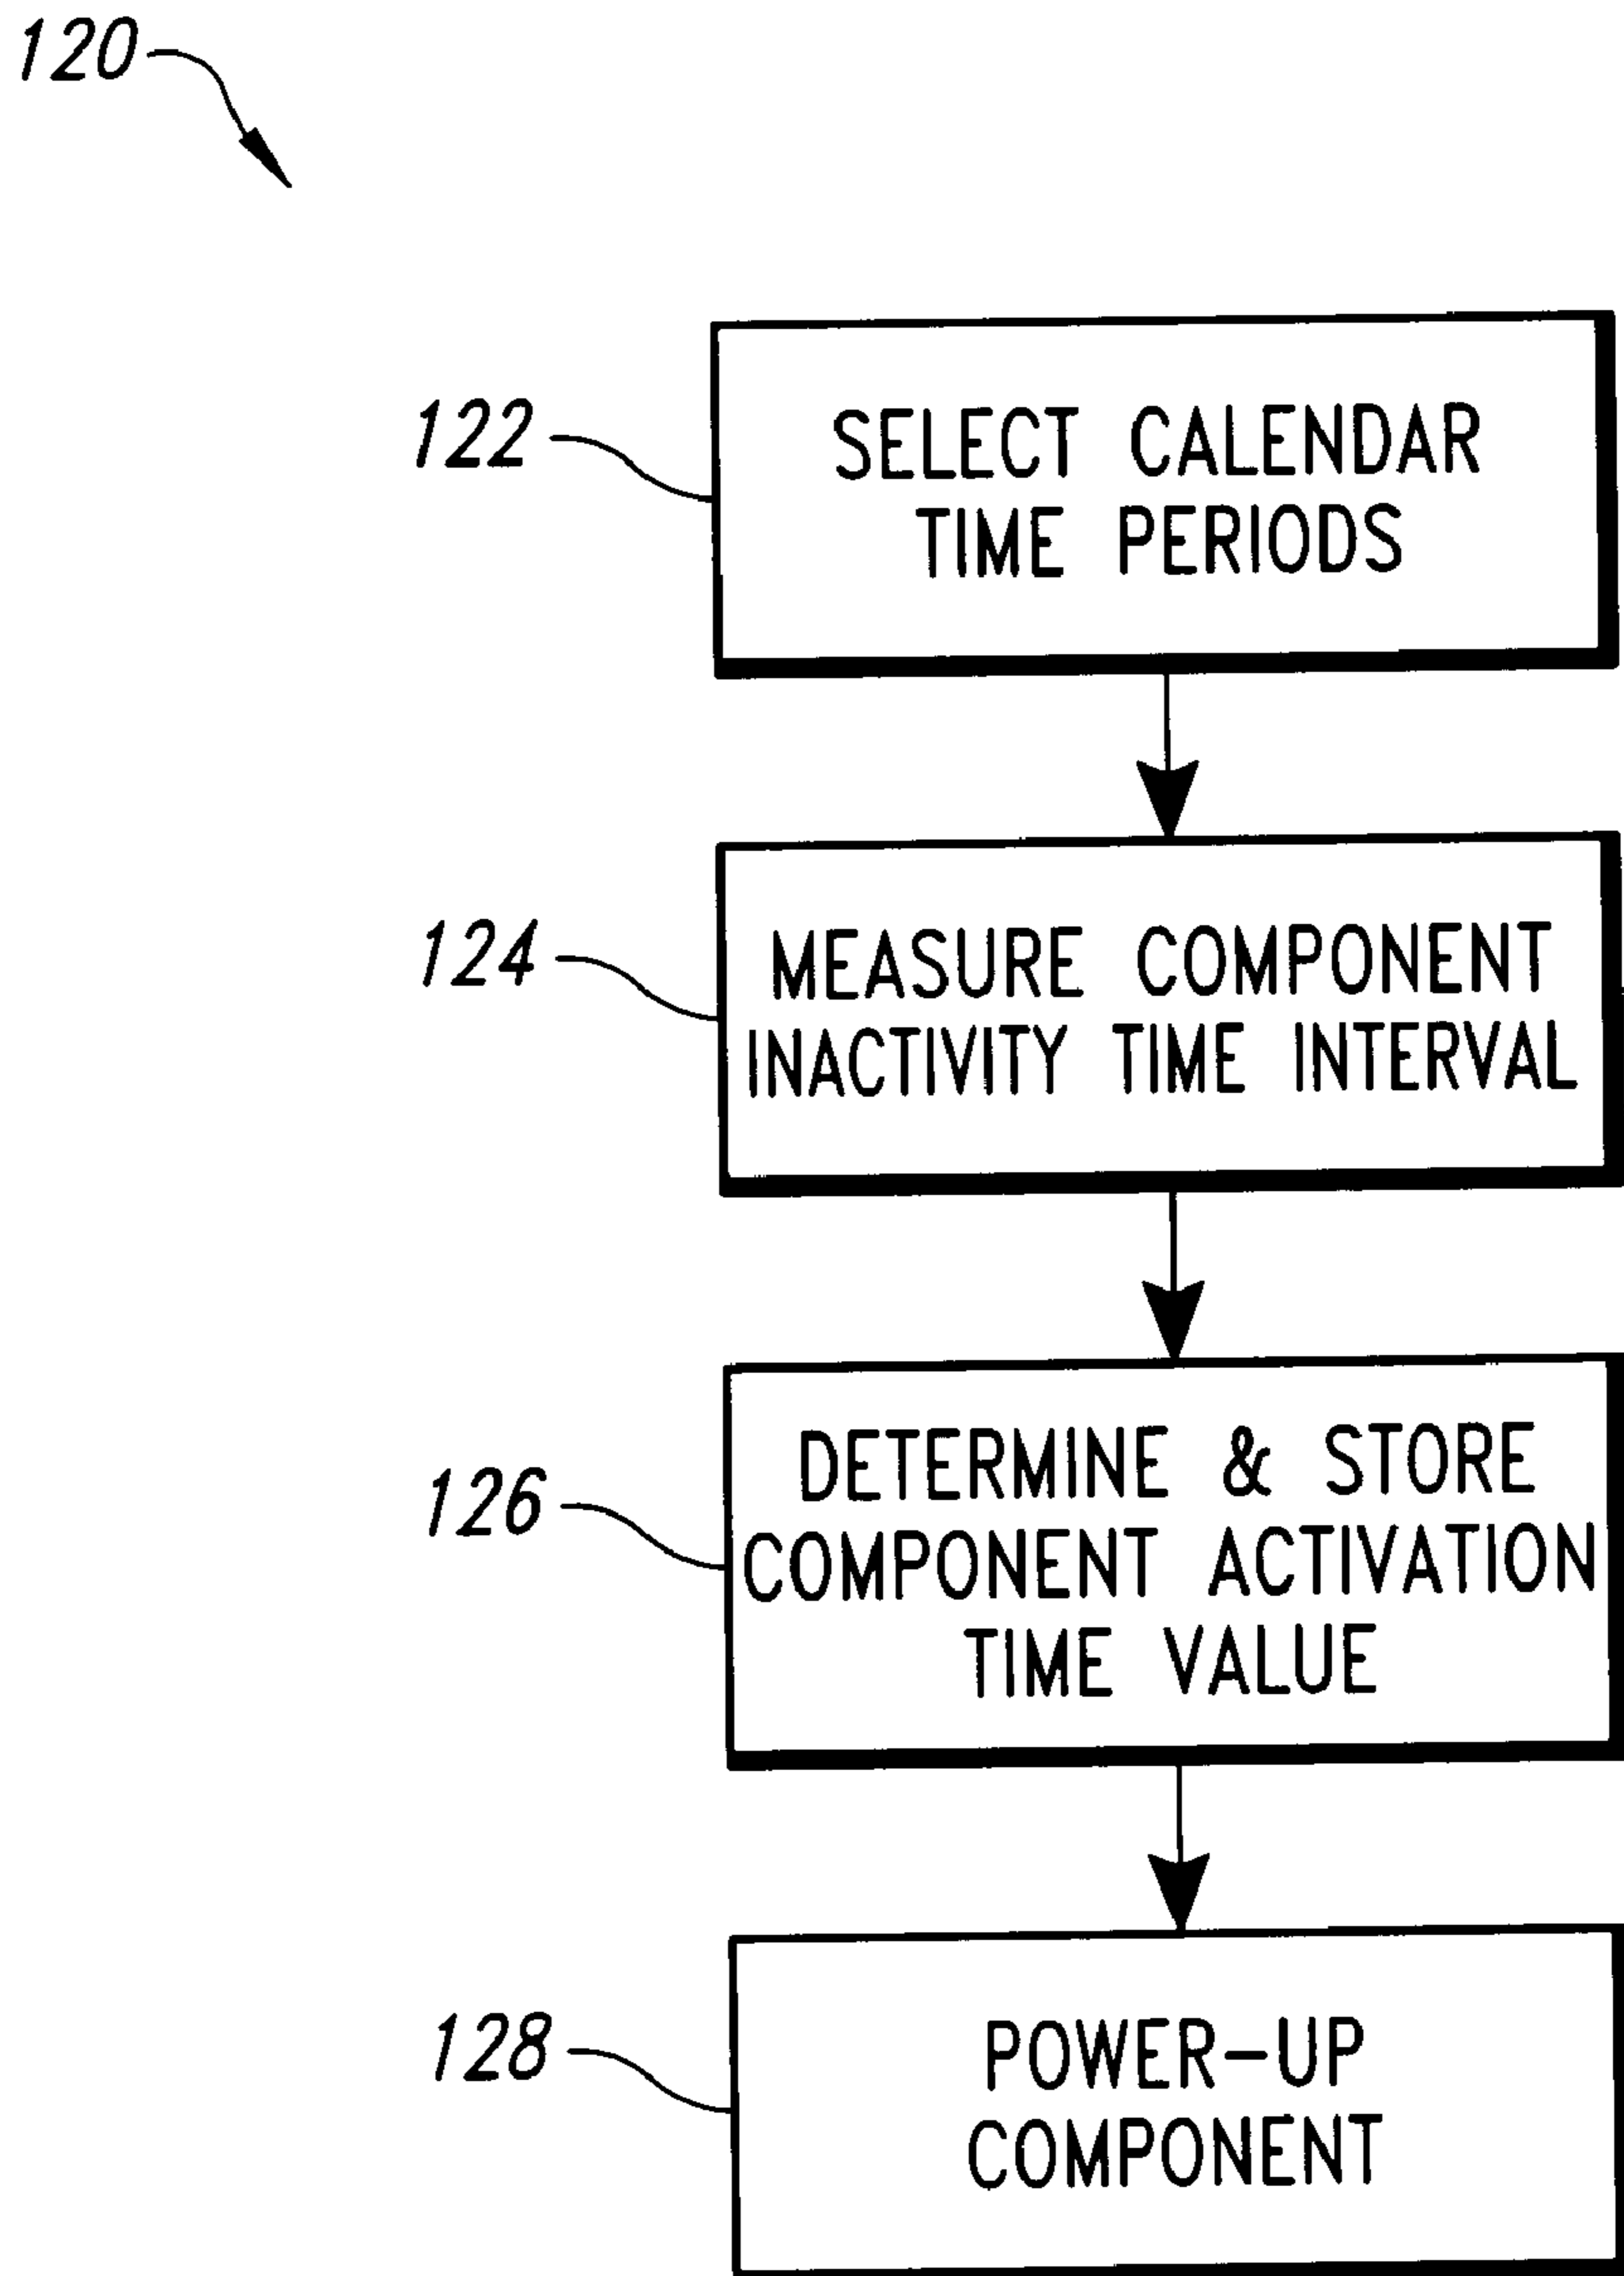 120
122
SELECT CALENDAR
TIME PERIODS
124
MEASURE COMPONENT
INACTIVITY TIME INTERVAL
126
DETERMINE & STORE
COMPONENT ACTIVATION
TIME VALUE
128
POWER-UP
COMPONENT